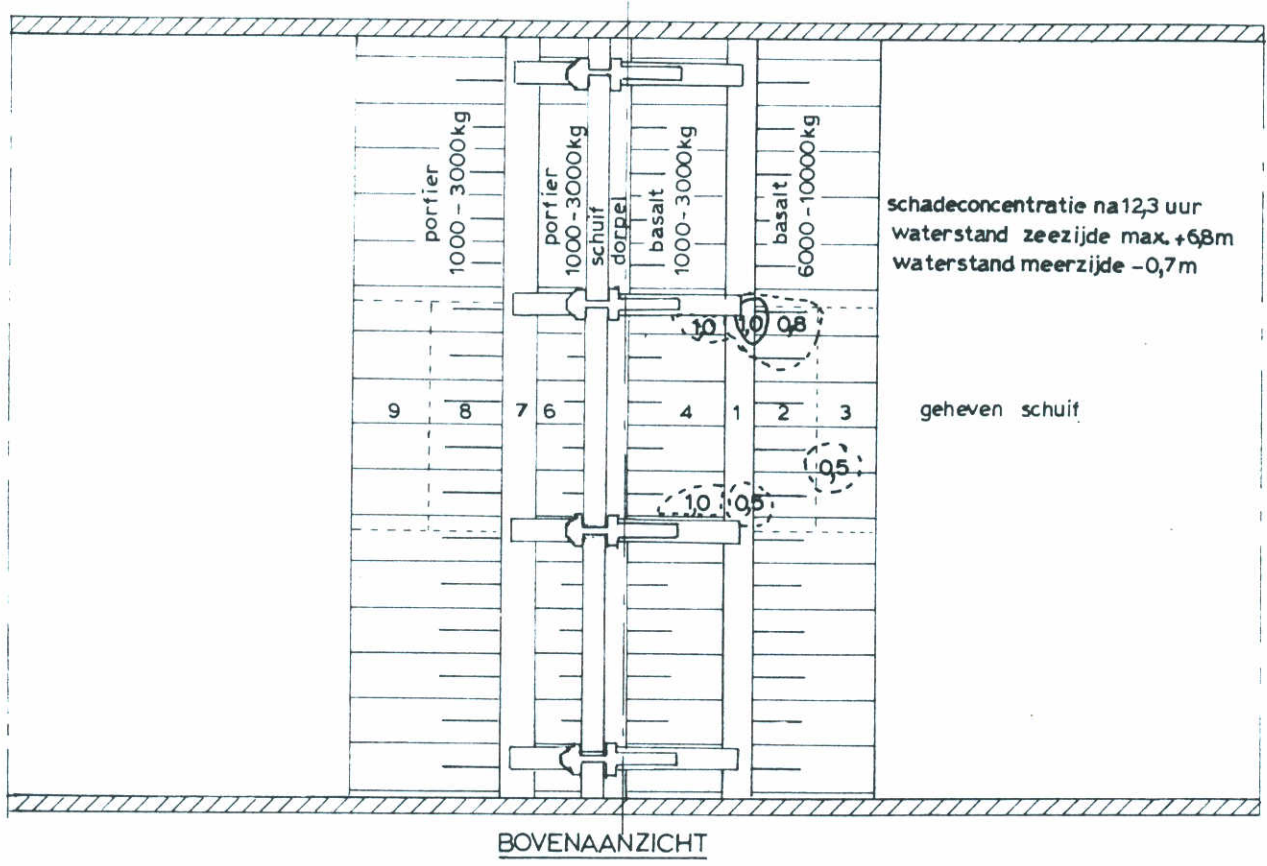 porfier
1000-3000kg
porfier
1000-3000kg
schuif
dorpel
basalt
1000-3000kg
basalt
6000-10000kg
schadeconcentratie na 12,3 uur
waterstand zeezijde max. +6,8m
waterstand meerzijde -0,7m
1,0 1,0 0,8
9 8 7 6 4 1 2 3
geheven schuif
0,5
1,0 0,5
BOVENAANZICHT